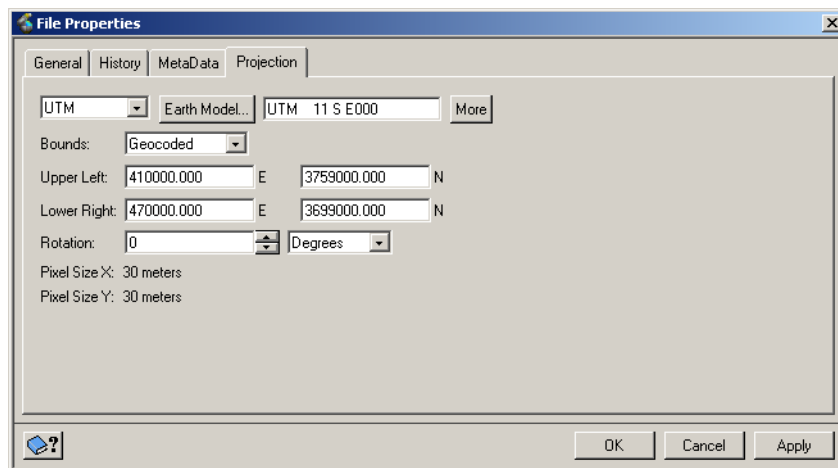 File Properties
General History MetaData Projection
UTM Earth Model... UTM 11 S E000 More
Bounds: Geocoded
Upper Left: 410000.000 E 3759000.000 N
Lower Right: 470000.000 E 3699000.000 N
Rotation: 0 Degrees
Pixel Size X: 30 meters
Pixel Size Y: 30 meters
? OK Cancel Apply